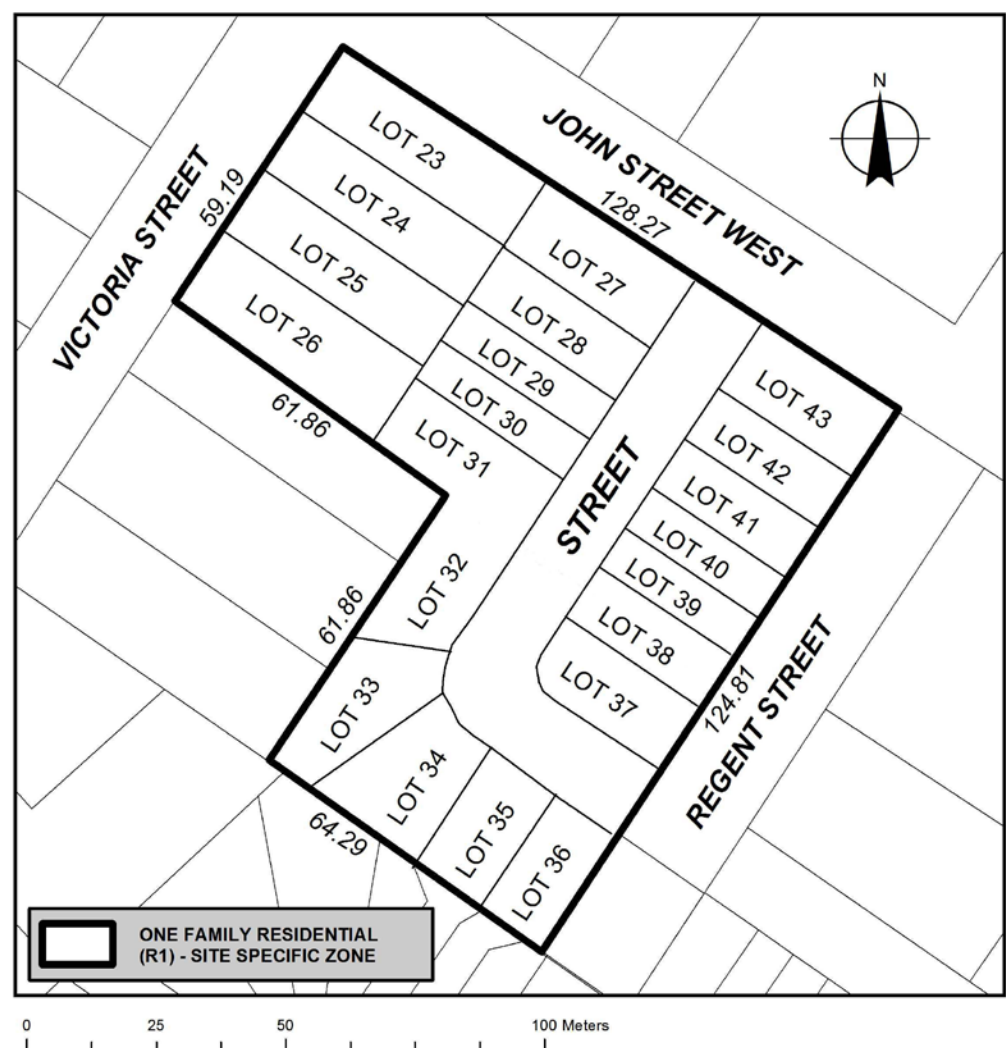 N
JOHN STREET WEST
128.27
VICTORIA STREET
59.19
LOT 23
LOT 24
LOT 25
LOT 26
61.86
LOT 27
LOT 28
LOT 29
LOT 30
LOT 31
STREET
LOT 43
LOT 42
LOT 41
LOT 40
LOT 39
LOT 38
LOT 37
LOT 32
61.86
LOT 33
LOT 34
LOT 35
LOT 36
64.29
124.81
REGENT STREET
ONE FAMILY RESIDENTIAL
(R1) - SITE SPECIFIC ZONE
0 25 50 100 Meters